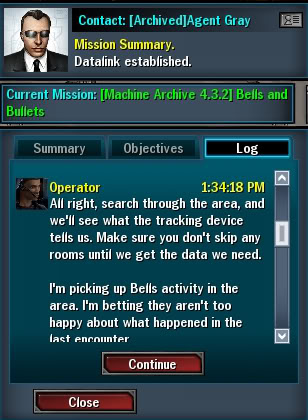 Contact: [Archived]Agent Gray
Mission Summary.
Datalink established.
Current Mission: [Machine Archive 4.3.2] Bells and
Bullets
Summary
Objectives
Log
Operator 1:34:18 PM
All right, search through the area, and
we'll see what the tracking device
tells us. Make sure you don't skip any
rooms until we get the data we need.
I'm picking up Bells activity in the
area. I'm betting they aren't too
happy about what happened in the
last encounter
Continue
Close